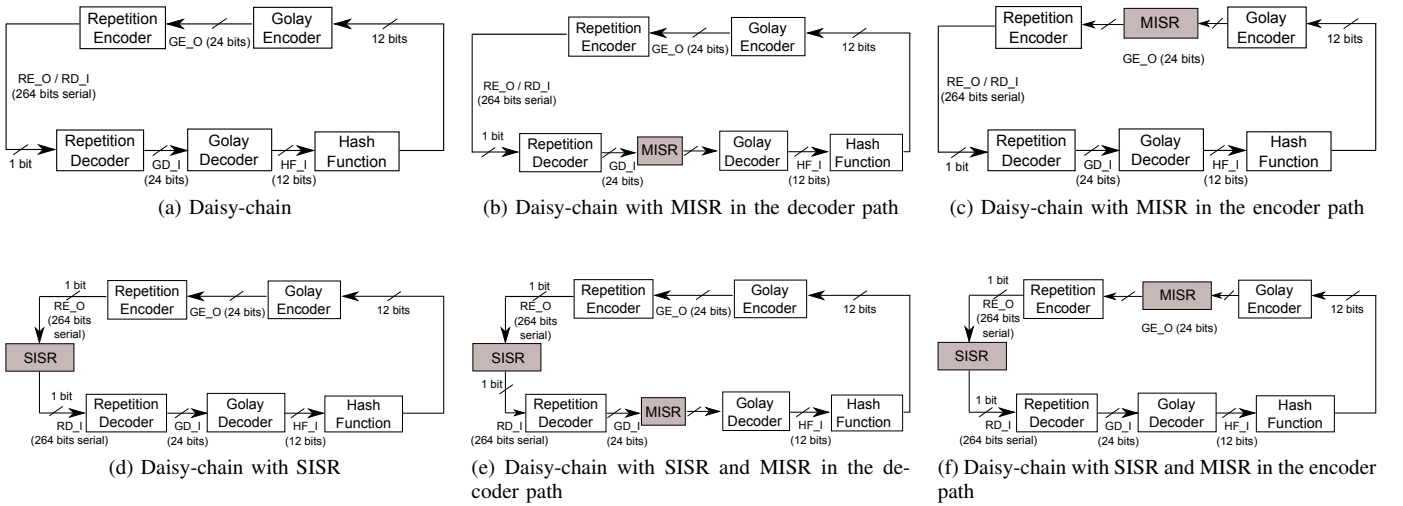 Repetition
Encoder
GE_O (24 bits)
Golay
Encoder
12 bits
RE_O / RD_I
(264 bits serial)
1 bit
Repetition
Decoder
GD_I
(24 bits)
Golay
Decoder
HF_I
(12 bits)
Hash
Function
(a) Daisy-chain
Repetition
Encoder
GE_O (24 bits)
Golay
Encoder
12 bits
RE_O / RD_I
(264 bits serial)
1 bit
Repetition
Decoder
GD_I
(24 bits)
MISR
Golay
Decoder
HF_I
(12 bits)
Hash
Function
(b) Daisy-chain with MISR in the decoder path
Repetition
Encoder
MISR
GE_O (24 bits)
Golay
Encoder
12 bits
RE_O / RD_I
(264 bits serial)
1 bit
Repetition
Decoder
GD_I
(24 bits)
Golay
Decoder
HF_I
(12 bits)
Hash
Function
(c) Daisy-chain with MISR in the encoder path
1 bit
RE_O
(264 bits
serial)
Repetition
Encoder
GE_O (24 bits)
Golay
Encoder
12 bits
SISR
1 bit
RD_I
(264 bits serial)
Repetition
Decoder
GD_I
(24 bits)
Golay
Decoder
HF_I
(12 bits)
Hash
Function
(d) Daisy-chain with SISR
1 bit
RE_O
(264 bits
serial)
Repetition
Encoder
GE_O (24 bits)
Golay
Encoder
12 bits
SISR
1 bit
RD_I
(264 bits serial)
Repetition
Decoder
GD_I
(24 bits)
MISR
Golay
Decoder
HF_I
(12 bits)
Hash
Function
(e) Daisy-chain with SISR and MISR in the de-
coder path
1 bit
RE_O
(264 bits
serial)
Repetition
Encoder
MISR
GE_O (24 bits)
Golay
Encoder
12 bits
SISR
1 bit
RD_I
(264 bits serial)
Repetition
Decoder
GD_I
(24 bits)
Golay
Decoder
HF_I
(12 bits)
Hash
Function
(f) Daisy-chain with SISR and MISR in the encoder
path